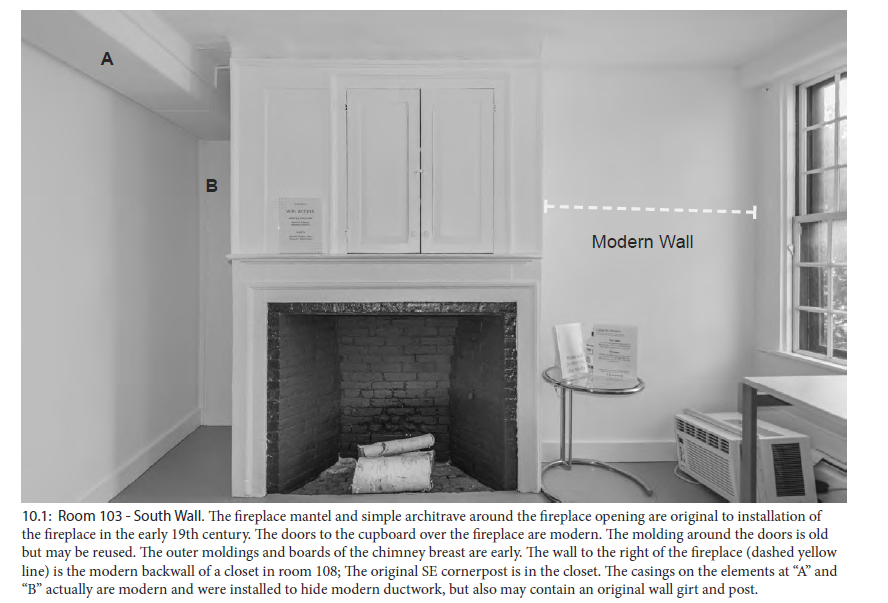 A
B
WIFI ACCESS
Modern Wall
10.1: Room 103 - South Wall. The fireplace mantel and simple architrave around the fireplace opening are original to installation of
the fireplace in the early 19th century. The doors to the cupboard over the fireplace are modern. The molding around the doors is old
but may be reused. The outer moldings and boards of the chimney breast are early. The wall to the right of the fireplace (dashed yellow
line) is the modern backwall of a closet in room 108; The original SE cornerpost is in the closet. The casings on the elements at “A” and
“B” actually are modern and were installed to hide modern ductwork, but also may contain an original wall girt and post.